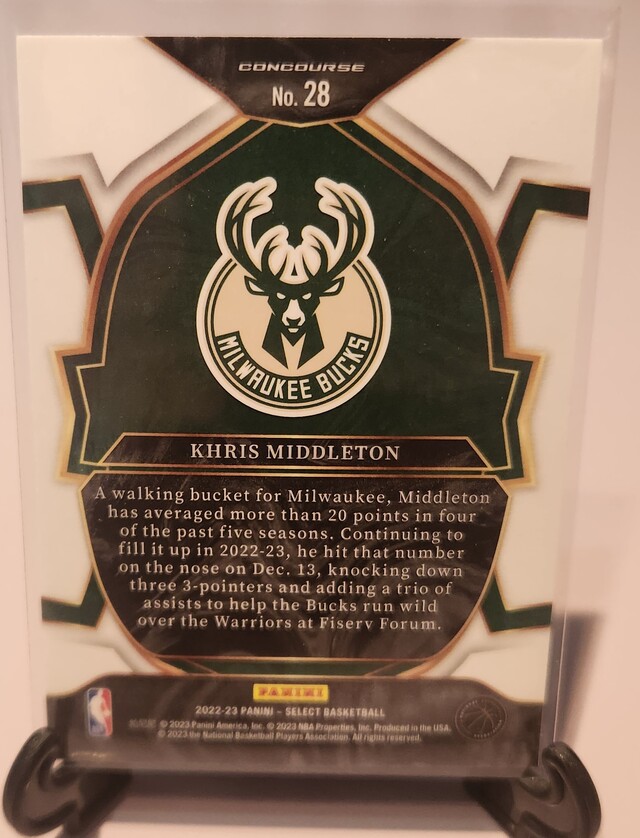 CONCOURSE
No. 28
MILWAUKEE BUCKS
KHRIS MIDDLETON
A walking bucket for Milwaukee, Middleton
has averaged more than 20 points in four
of the past five seasons. Continuing to
fill it up in 2022-23, he hit that number
on the nose on Dec. 13, knocking down
three 3-pointers and adding a trio of
assists to help the Bucks run wild
over the Warriors at Fiserv Forum.
PANINI
2022-23 PANINI – SELECT BASKETBALL
© 2023 Panini America, Inc. © 2023 NBA Properties, Inc. Produced in the USA.
© 2023 the National Basketball Players Association. All rights reserved.